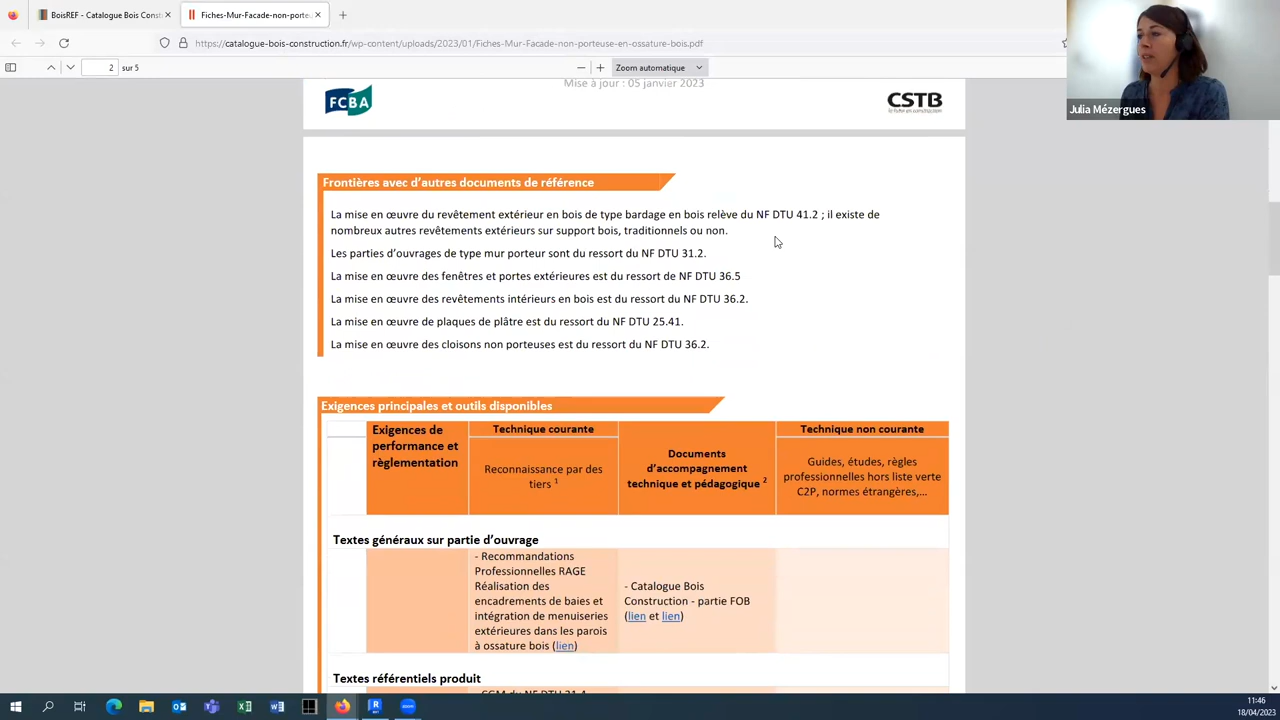 BoisREF - Catalogue Bois Const
Fiches-Mur-Facade-non-porte
https://catalogue-bois-construction.fr/wp-content/uploads/2023/01/Fiches-Mur-Facade-non-porteuse-en-ossature-bois.pdf
2 sur 5
Zoom automatique
Julia Mézergues
Mise à jour : 05 janvier 2023
FCBA
CSTB
le futur en construction
Frontières avec d'autres documents de référence
La mise en œuvre du revêtement extérieur en bois de type bardage en bois relève du NF DTU 41.2 ; il existe de
nombreux autres revêtements extérieurs sur support bois, traditionnels ou non.
Les parties d'ouvrages de type mur porteur sont du ressort du NF DTU 31.2.
La mise en œuvre des fenêtres et portes extérieures est du ressort de NF DTU 36.5
La mise en œuvre des revêtements intérieurs en bois est du ressort du NF DTU 36.2.
La mise en œuvre de plaques de plâtre est du ressort du NF DTU 25.41.
La mise en œuvre des cloisons non porteuses est du ressort du NF DTU 36.2.
Exigences principales et outils disponibles
Exigences de
performance et
règlementation
Technique courante
Reconnaissance par des
tiers 1
Documents
d'accompagnement
technique et pédagogique 2
Technique non courante
Guides, études, règles
professionnelles hors liste verte
C2P, normes étrangères,...
Textes généraux sur partie d'ouvrage
- Recommandations
Professionnelles RAGE
Réalisation des
encadrements de baies et
intégration de menuiseries
extérieures dans les parois
à ossature bois (lien)
- Catalogue Bois
Construction - partie FOB
(lien et lien)
Textes référentiels produit
- CGM du NF DTU 31.4
11:46
18/04/2023